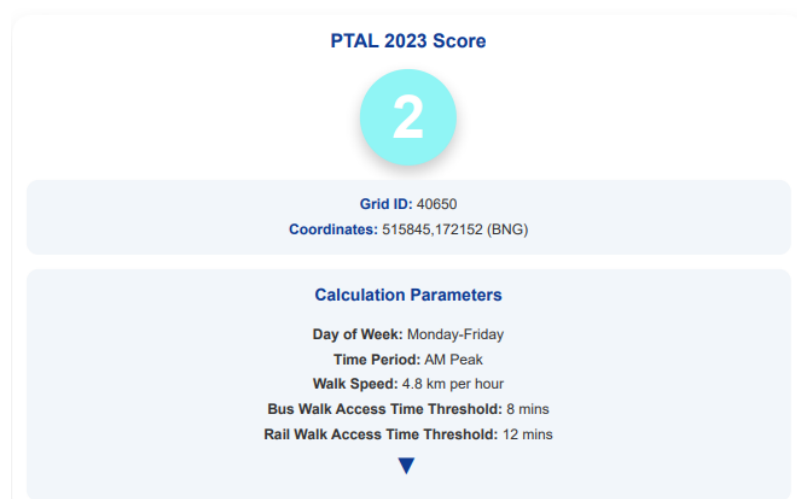 PTAL 2023 Score
2
Grid ID: 40650
Coordinates: 515845,172152 (BNG)
Calculation Parameters
Day of Week: Monday-Friday
Time Period: AM Peak
Walk Speed: 4.8 km per hour
Bus Walk Access Time Threshold: 8 mins
Rail Walk Access Time Threshold: 12 mins